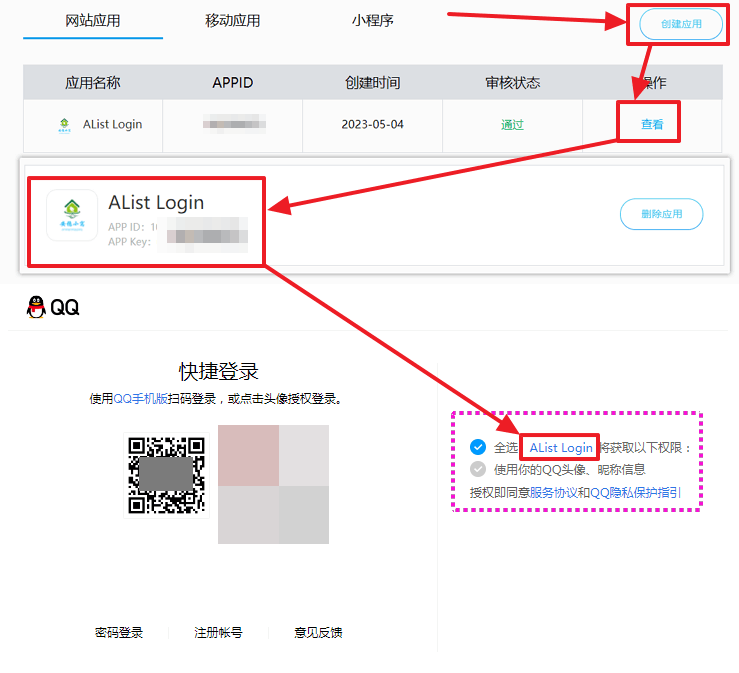 网站应用 移动应用 小程序 创建应用
应用名称 APPID 创建时间 审核状态 操作
AList Login 2023-05-04 通过 查看
AList Login
APP ID: 10
APP Key:
删除应用
QQ
快捷登录
使用QQ手机版扫码登录，或点击头像授权登录。
全选 AList Login 将获取以下权限：
使用你的QQ头像、昵称信息
授权即同意服务协议和QQ隐私保护指引
密码登录 注册帐号 意见反馈